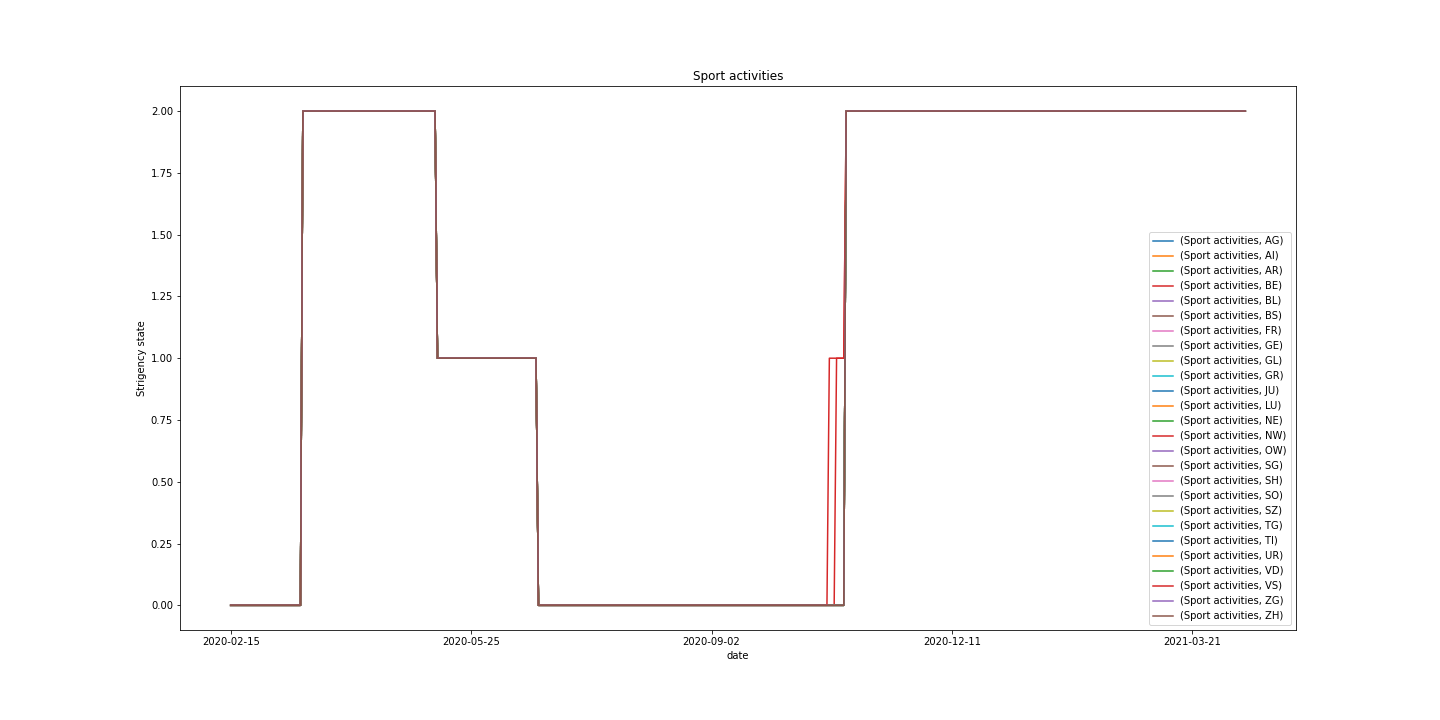 Sport activities
2.00
1.75
1.50
1.25
1.00
0.75
0.50
0.25
0.00
Strigency state
(Sport activities, AG)
(Sport activities, AI)
(Sport activities, AR)
(Sport activities, BE)
(Sport activities, BL)
(Sport activities, BS)
(Sport activities, FR)
(Sport activities, GE)
(Sport activities, GL)
(Sport activities, GR)
(Sport activities, JU)
(Sport activities, LU)
(Sport activities, NE)
(Sport activities, NW)
(Sport activities, OW)
(Sport activities, SG)
(Sport activities, SH)
(Sport activities, SO)
(Sport activities, SZ)
(Sport activities, TG)
(Sport activities, TI)
(Sport activities, UR)
(Sport activities, VD)
(Sport activities, VS)
(Sport activities, ZG)
(Sport activities, ZH)
2020-02-15 2020-05-25 2020-09-02 2020-12-11 2021-03-21
date